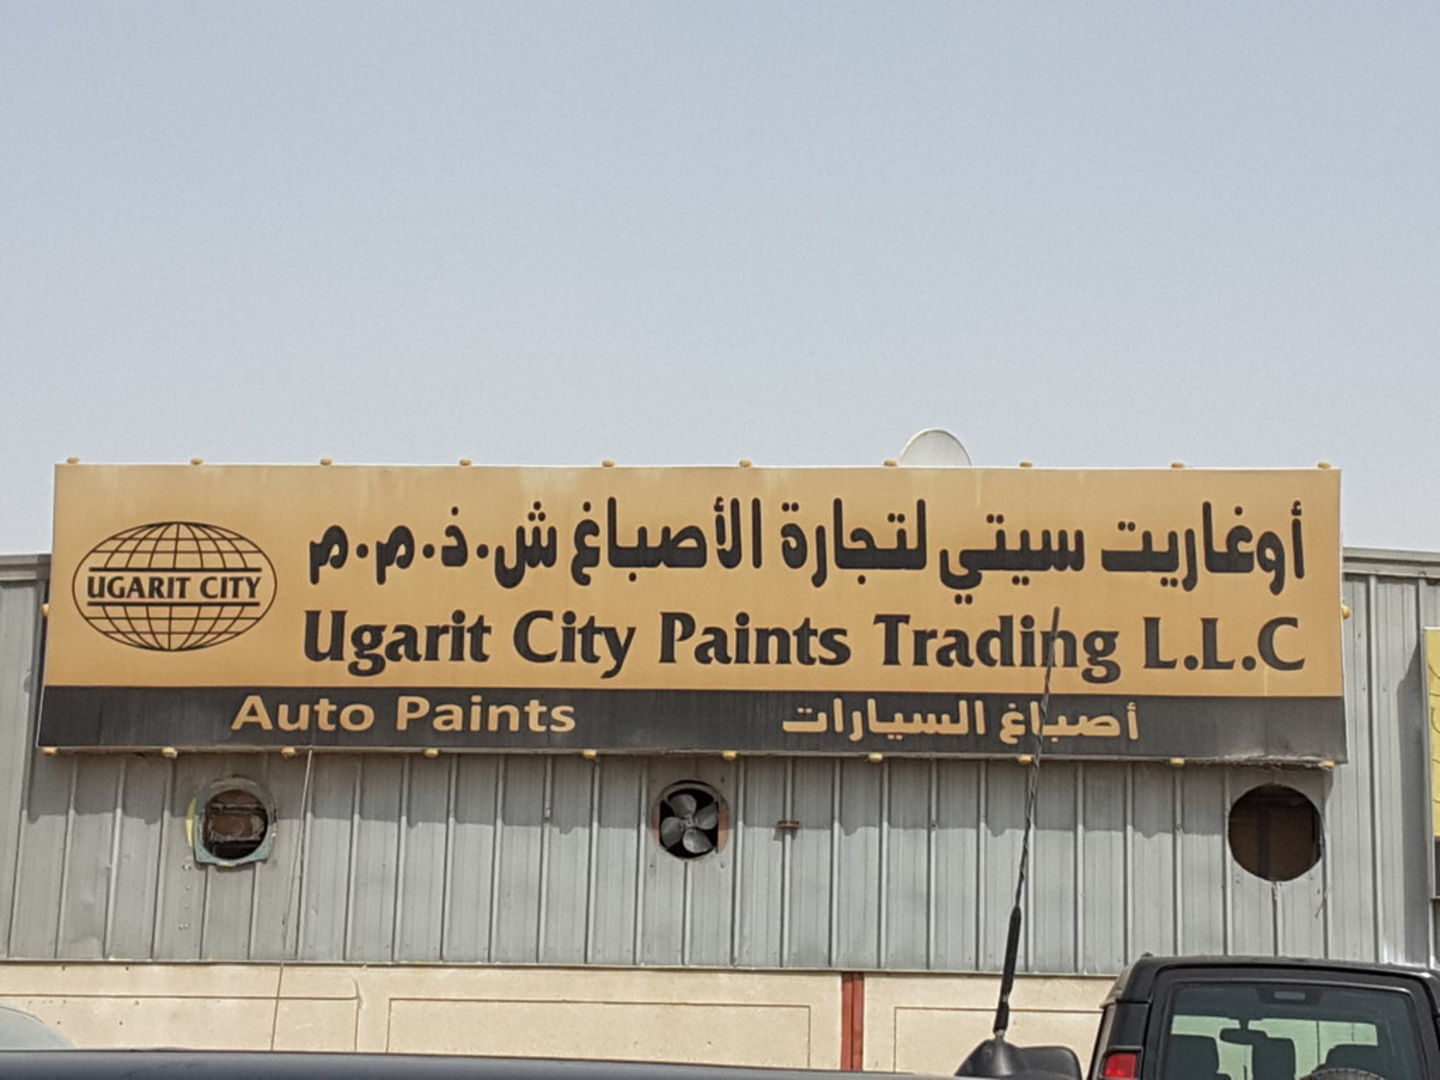 أوغاريت سيتي لتجارة الأصباغ ش.ذ.م.م
UGARIT CITY
Ugarit City Paints Trading L.L.C
Auto Paints
أصباغ السيارات